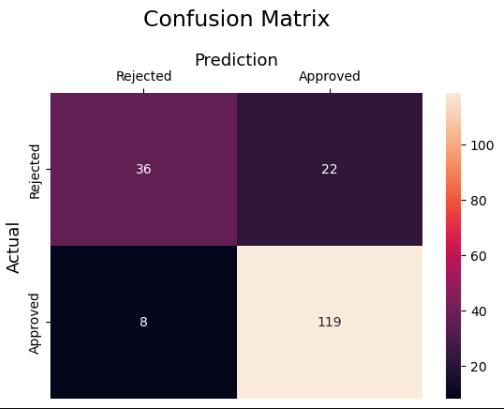 Confusion Matrix
Prediction
Rejected Approved
Actual
Rejected
36 22
Approved
8 119
100
80
60
40
20